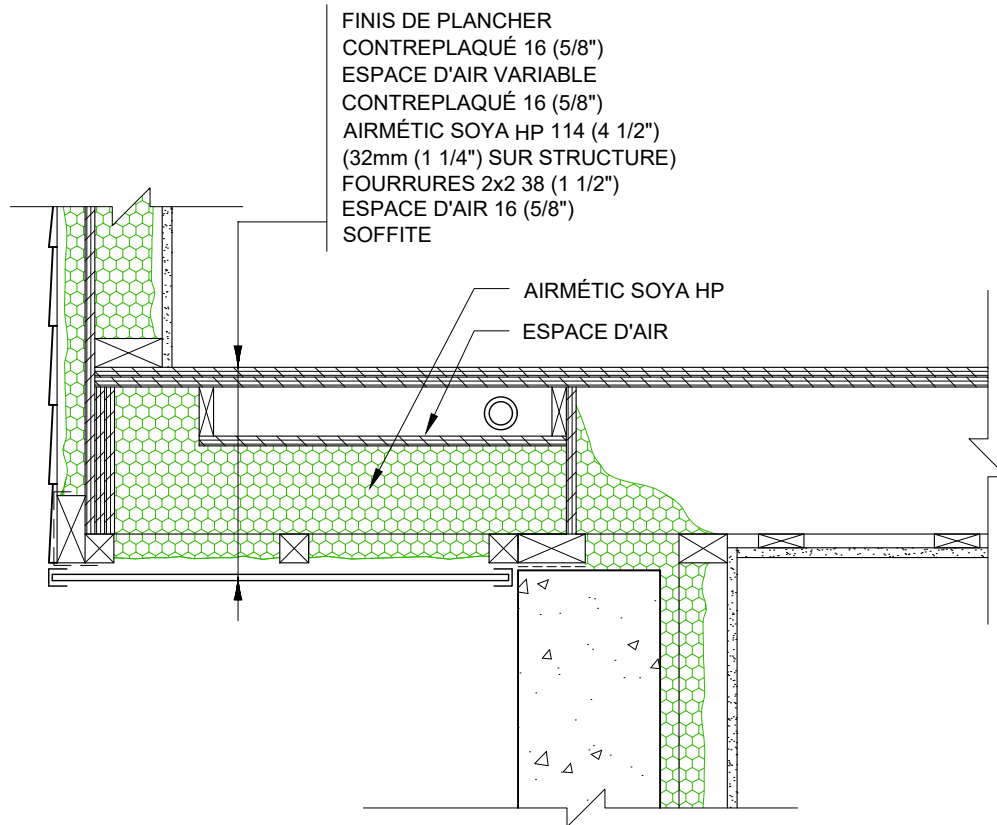 FINIS DE PLANCHER
CONTREPLAQUÉ 16 (5/8")
ESPACE D'AIR VARIABLE
CONTREPLAQUÉ 16 (5/8")
AIRMÉTIC SOYA HP 114 (4 1/2")
(32mm (1 1/4") SUR STRUCTURE)
FOURRURES 2x2 38 (1 1/2")
ESPACE D'AIR 16 (5/8")
SOFFITE
AIRMÉTIC SOYA HP
ESPACE D'AIR